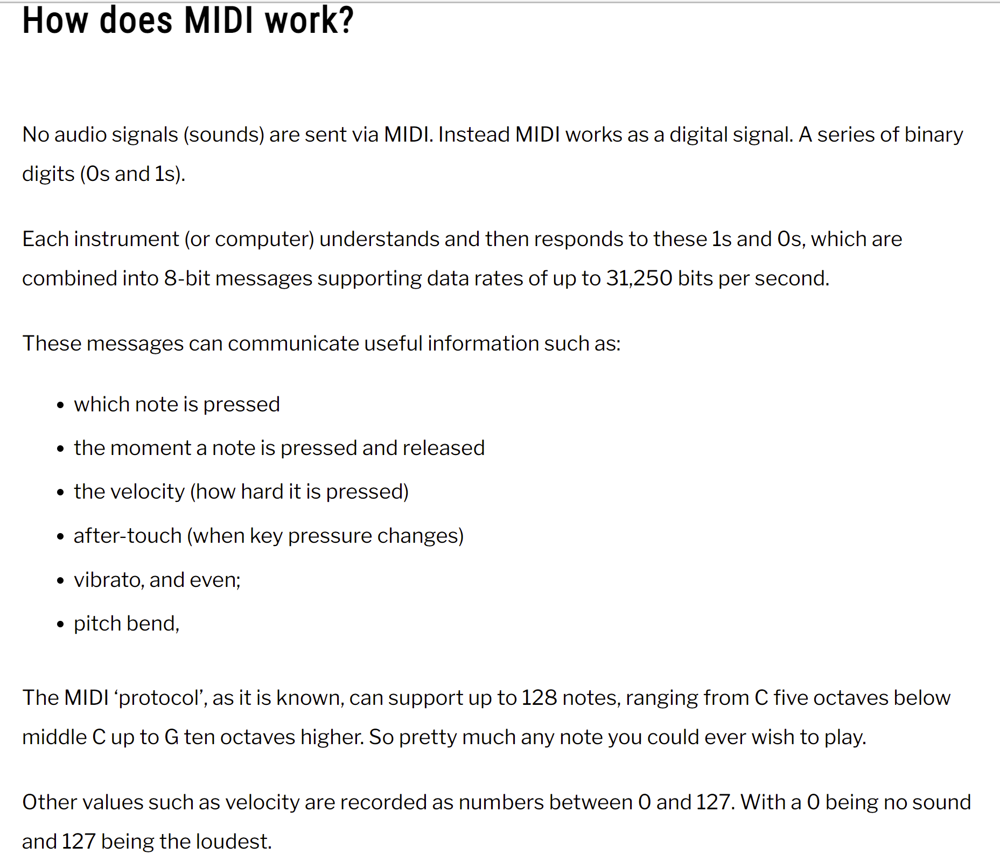 How does MIDI work?
No audio signals (sounds) are sent via MIDI. Instead MIDI works as a digital signal. A series of binary
digits (0s and 1s).
Each instrument (or computer) understands and then responds to these 1s and 0s, which are
combined into 8-bit messages supporting data rates of up to 31,250 bits per second.
These messages can communicate useful information such as:
• which note is pressed
• the moment a note is pressed and released
• the velocity (how hard it is pressed)
• after-touch (when key pressure changes)
• vibrato, and even;
• pitch bend,
The MIDI ‘protocol’, as it is known, can support up to 128 notes, ranging from C five octaves below
middle C up to G ten octaves higher. So pretty much any note you could ever wish to play.
Other values such as velocity are recorded as numbers between 0 and 127. With a 0 being no sound
and 127 being the loudest.